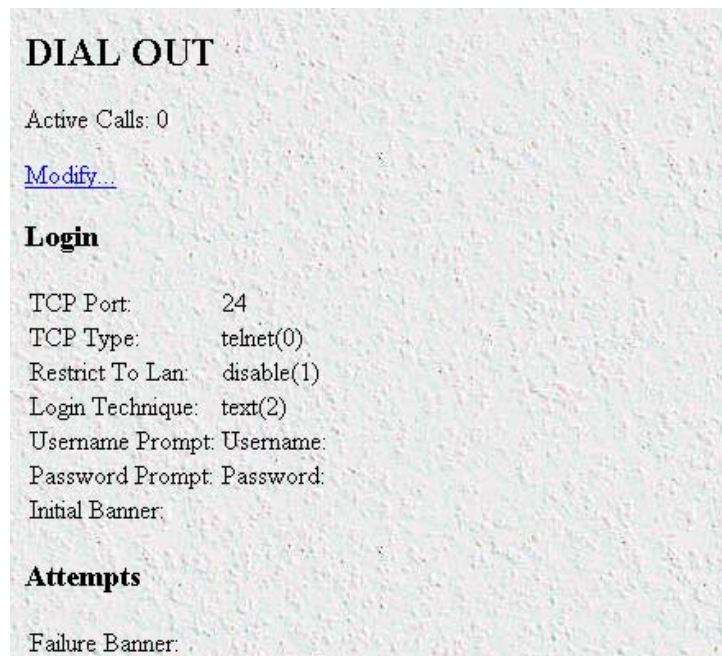 DIAL OUT
Active Calls: 0
Modify...
Login
TCP Port: 24
TCP Type: telnet(0)
Restrict To Lan: disable(1)
Login Technique: text(2)
Username Prompt: Username:
Password Prompt: Password:
Initial Banner:
Attempts
Failure Banner: